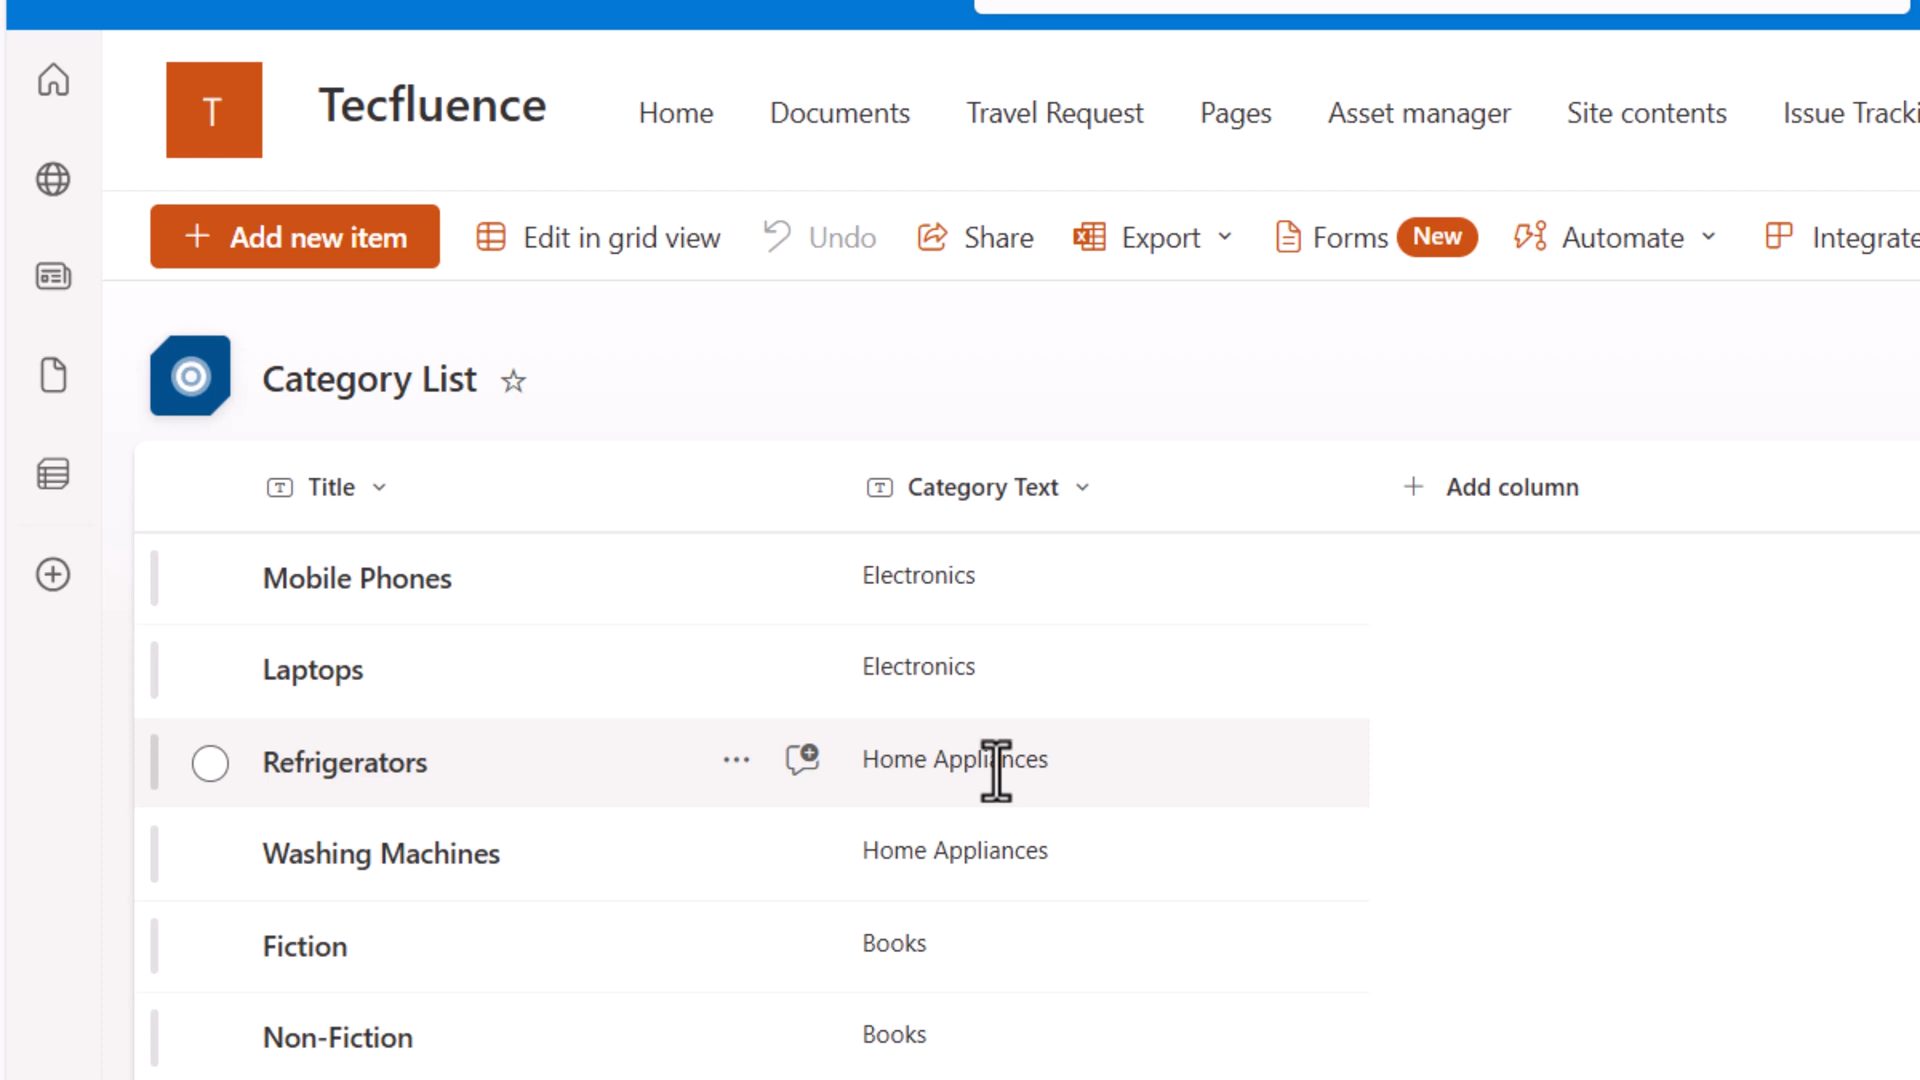 T
Tecfluence
Home Documents Travel Request Pages Asset manager Site contents Issue Tracki
+ Add new item Edit in grid view Undo Share Export Forms New Automate Integrate
Category List
Title Category Text + Add column
Mobile Phones Electronics
Laptops Electronics
Refrigerators ... Home Appliances
Washing Machines Home Appliances
Fiction Books
Non-Fiction Books